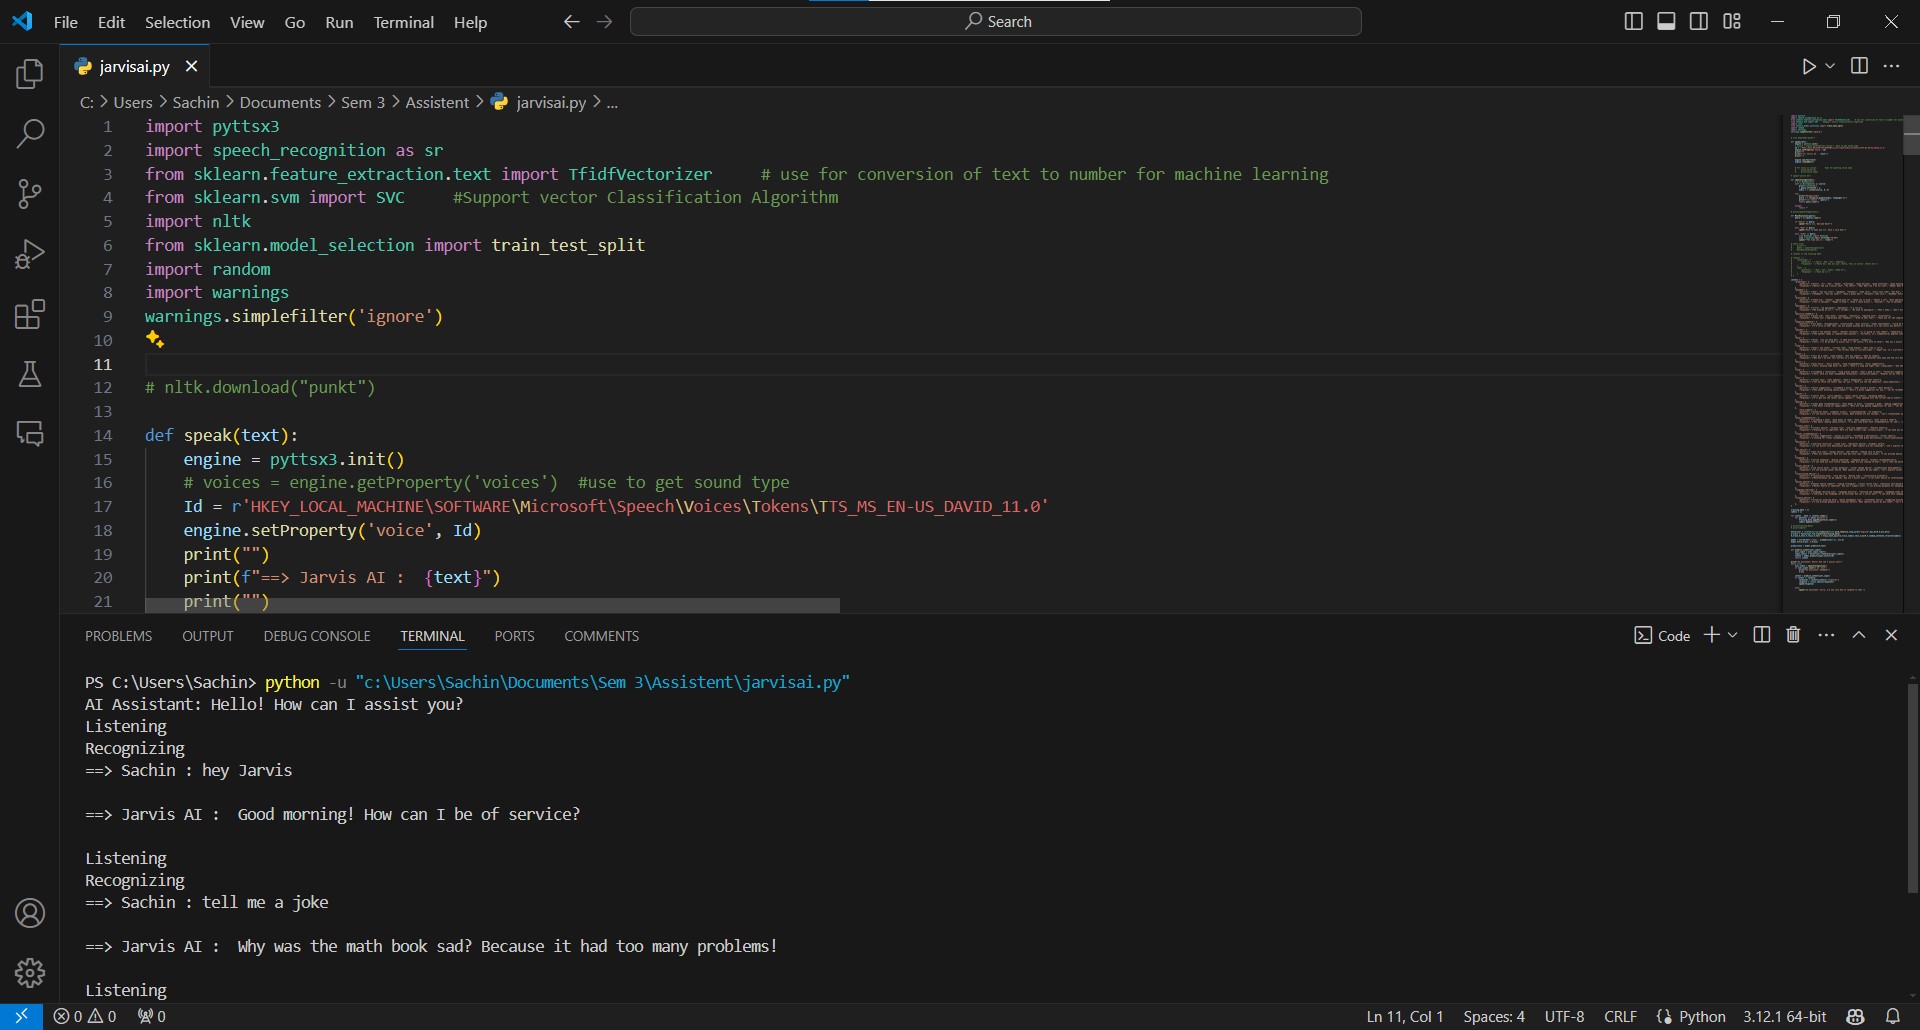 File Edit Selection View Go Run Terminal Help
Search
jarvisai.py
C: > Users > Sachin > Documents > Sem 3 > Assistent > jarvisai.py > ...
1 import pyttsx3
2 import speech_recognition as sr
3 from sklearn.feature_extraction.text import TfidfVectorizer     # use for conversion of text to number for machine learning
4 from sklearn.svm import SVC     #Support vector Classification Algorithm
5 import nltk
6 from sklearn.model_selection import train_test_split
7 import random
8 import warnings
9 warnings.simplefilter('ignore')
10
11
12 # nltk.download("punkt")
13
14 def speak(text):
15     engine = pyttsx3.init()
16     # voices = engine.getProperty('voices')  #use to get sound type
17     Id = r'HKEY_LOCAL_MACHINE\SOFTWARE\Microsoft\Speech\Voices\Tokens\TTS_MS_EN-US_DAVID_11.0'
18     engine.setProperty('voice', Id)
19     print("")
20     print(f"==> Jarvis AI :  {text}")
21     print("")
PROBLEMS OUTPUT DEBUG CONSOLE TERMINAL PORTS COMMENTS
Code
PS C:\Users\Sachin> python -u "c:\Users\Sachin\Documents\Sem 3\Assistent\jarvisai.py"
AI Assistant: Hello! How can I assist you?
Listening
Recognizing
==> Sachin : hey Jarvis
==> Jarvis AI :  Good morning! How can I be of service?
Listening
Recognizing
==> Sachin : tell me a joke
==> Jarvis AI :  Why was the math book sad? Because it had too many problems!
Listening
0 0 0 Ln 11, Col 1 Spaces: 4 UTF-8 CRLF Python 3.12.1 64-bit